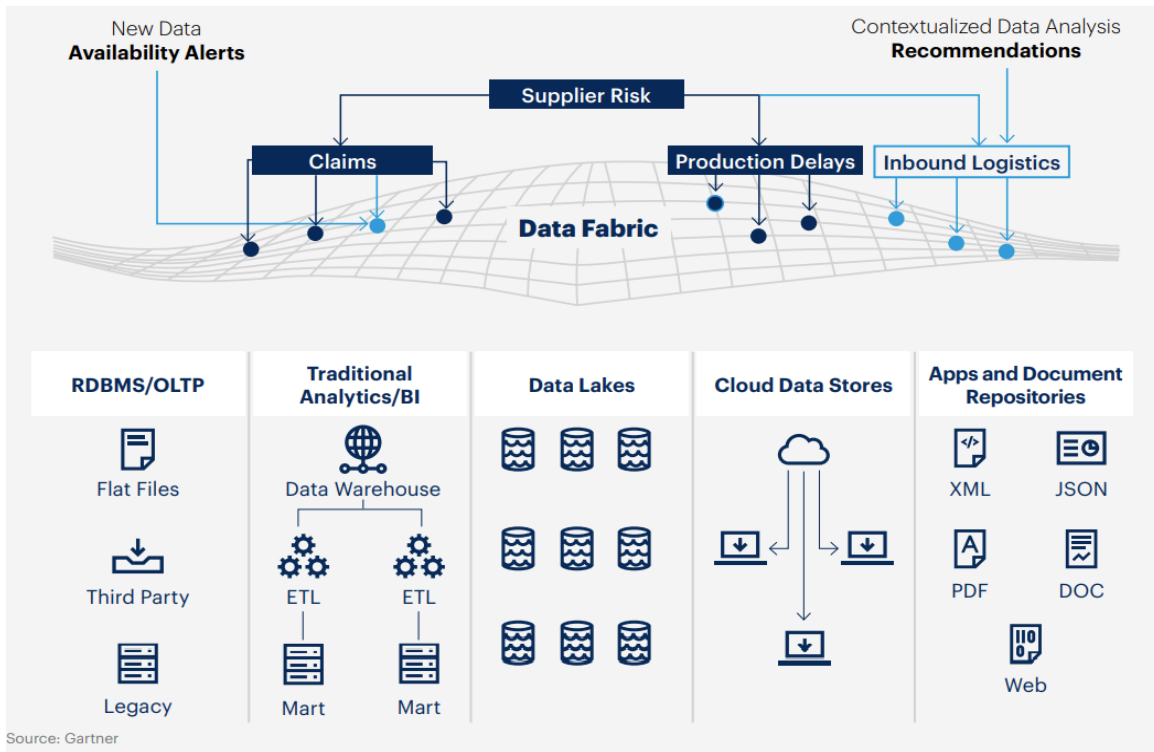 New Data
Availability Alerts
Contextualized Data Analysis
Recommendations
Supplier Risk
Claims
Production Delays
Inbound Logistics
Data Fabric
RDBMS/OLTP
Traditional
Analytics/BI
Data Lakes
Cloud Data Stores
Apps and Document
Repositories
Flat Files
Third Party
Legacy
Data Warehouse
ETL
ETL
Mart
Mart
</>
XML
JSON
A
PDF
DOC
Web
Source: Gartner